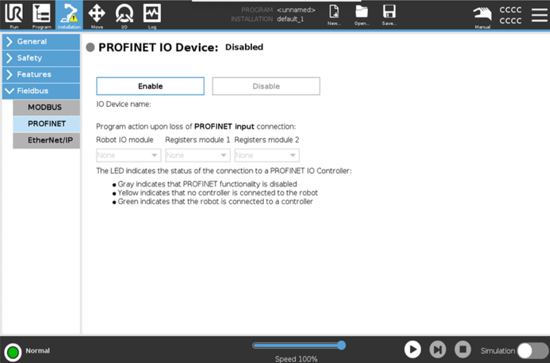 PROGRAM <unnamed>
INSTALLATION default_1
CCCC
CCCC
Run Program Installation Move I/O Log New... Open... Save... Manual
General
Safety
Features
Fieldbus
MODBUS
PROFINET
EtherNet/IP
PROFINET IO Device: Disabled
Enable Disable
IO Device name:
Program action upon loss of PROFINET input connection:
Robot IO module Registers module 1 Registers module 2
None None None
The LED indicates the status of the connection to a PROFINET IO Controller:
• Gray indicates that PROFINET functionality is disabled
• Yellow indicates that no controller is connected to the robot
• Green indicates that the robot is connected to a controller
Normal
Speed 100%
Simulation